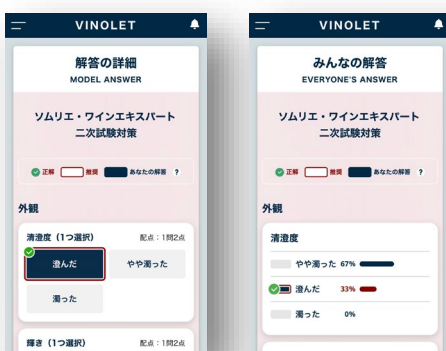 VINOLET
解答の詳細
MODEL ANSWER
ソムリエ・ワインエキスパート
二次試験対策
正解 推奨 あなたの解答 ?
外観
清澄度（1つ選択） 配点：1問2点
澄んだ やや濁った
濁った
輝き（1つ選択） 配点：1問2点
VINOLET
みんなの解答
EVERYONE'S ANSWER
ソムリエ・ワインエキスパート
二次試験対策
正解 推奨 あなたの解答 ?
外観
清澄度
やや濁った 67%
澄んだ 33%
濁った 0%